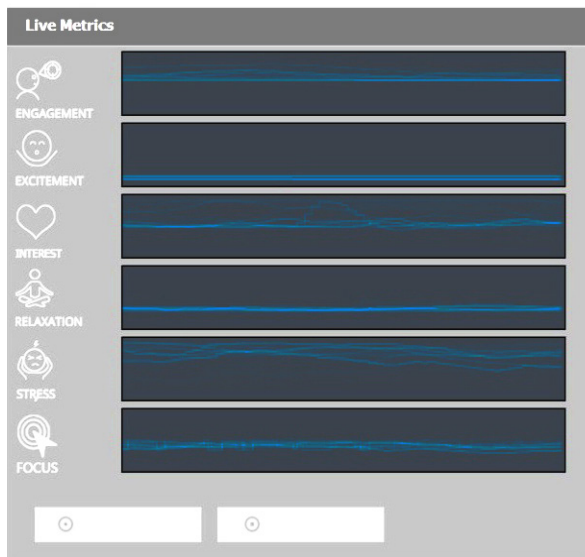 Live Metrics
ENGAGEMENT
EXCITEMENT
INTEREST
RELAXATION
STRESS
FOCUS